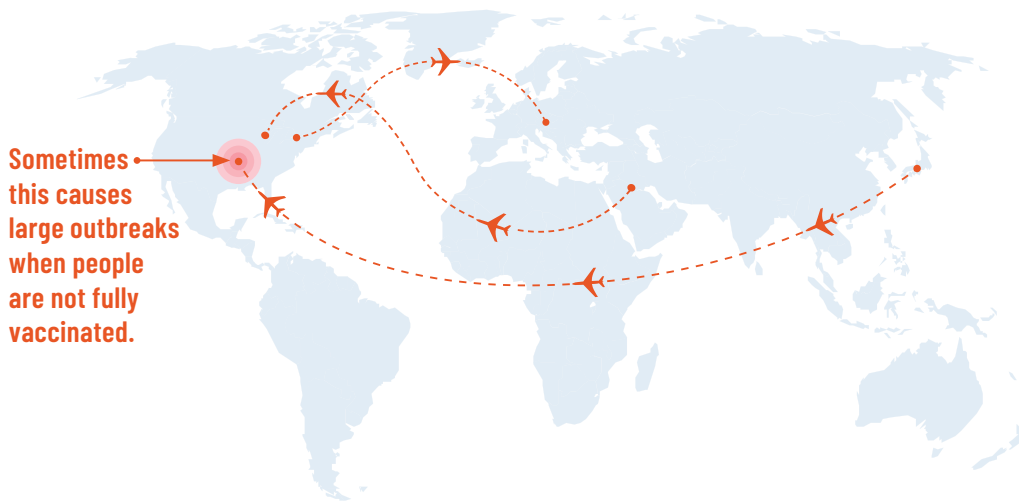 Sometimes
this causes
large outbreaks
when people
are not fully
vaccinated.